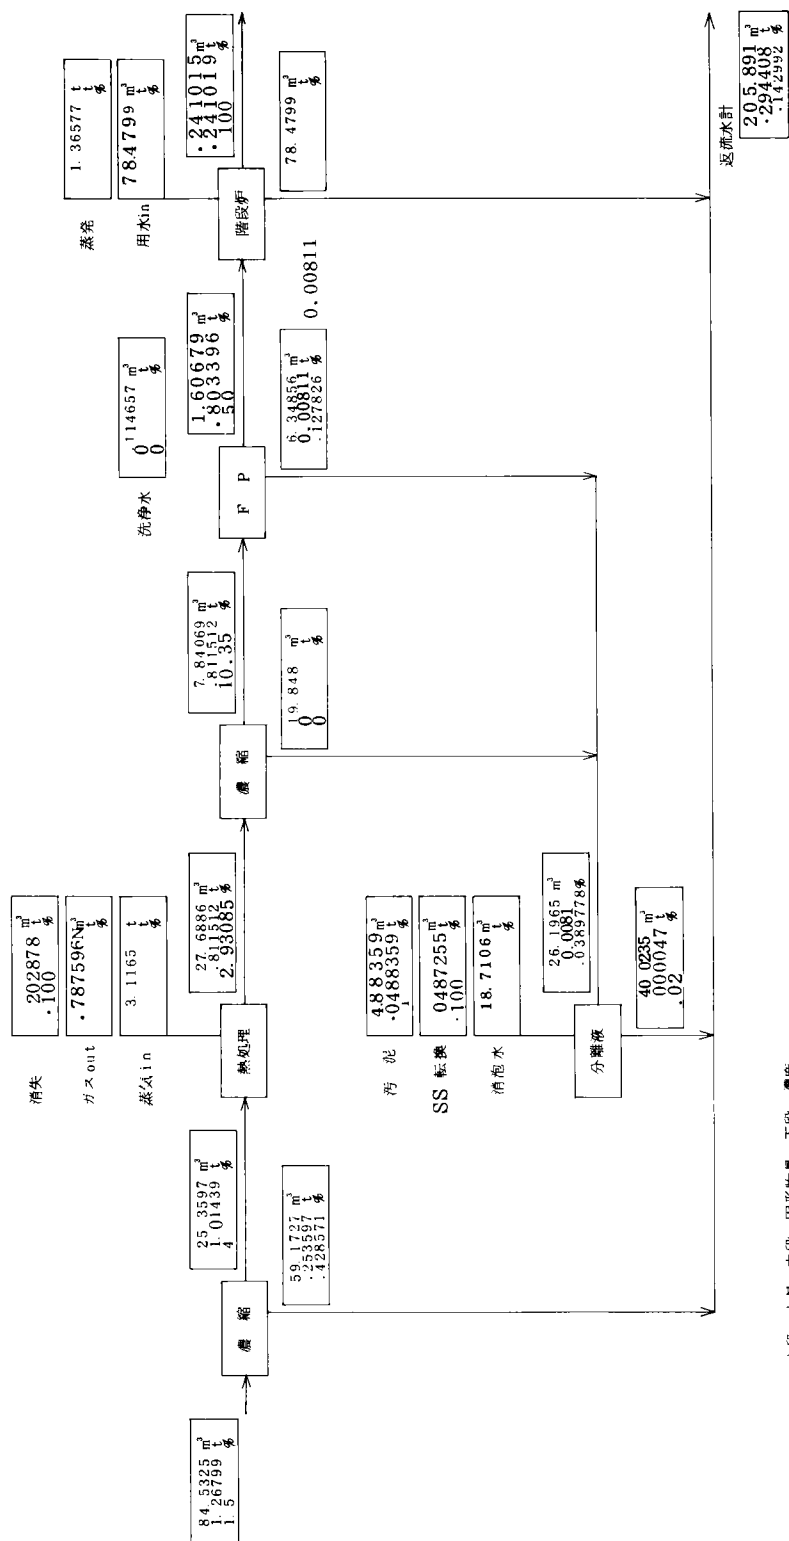 84.5325 m³
1.26799 t
1.5 %
濃 縮
25.3597 m³
1.01439 t
4 %
59.1727 m³
.253597 t
.428571 %
消失
.202878 m³ t
.100 %
ガスout
.787596Nm³ t %
蒸気in
3.1165 t t %
熱処理
27.6886 m³
.811512 t
2.93085 %
濃 縮
7.84069 m³
.811512 t
10.35 %
19.848 m³
0 t
0 %
洗浄水
.114657 m³
0 t
0 %
F P
1.60679 m³
.803396 t
50 %
6.34856 m³
0.00811 t
.127826 %
0.00811
蒸発
1.36577 t t %
用水in
78.4799 m³ t %
階段炉
.241015 m³
.241019 t
100 %
78.4799 m³ t %
汚 泥
4.88359 m³
.0488359 t
1 %
SS 転換
0487255 m³ t
.100 %
消泡水
18.7106 m³ t %
分離液
26.1965 m³
0.0081 t
.0389778%
40.0235 m³
000047 t
.02 %
返流水計
205.891 m³
.294408 t
.142992 %